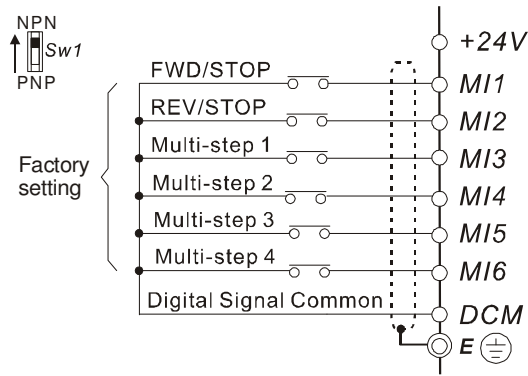 NPN
Sw1
PNP
+24V
FWD/STOP
MI1
REV/STOP
MI2
Multi-step 1
MI3
Factory
setting
Multi-step 2
MI4
Multi-step 3
MI5
Multi-step 4
MI6
Digital Signal Common
DCM
E